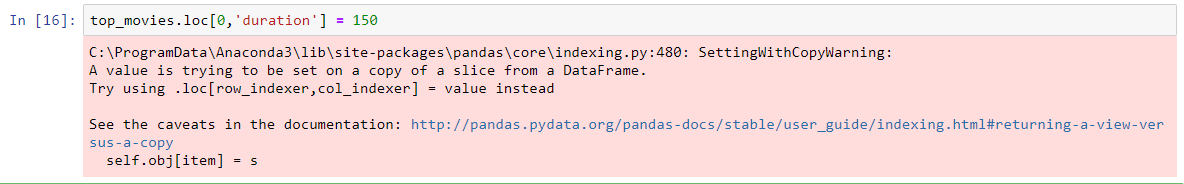 In [16]: top_movies.loc[0,'duration'] = 150
C:\ProgramData\Anaconda3\lib\site-packages\pandas\core\indexing.py:480: SettingWithCopyWarning:
A value is trying to be set on a copy of a slice from a DataFrame.
Try using .loc[row_indexer,col_indexer] = value instead
See the caveats in the documentation: http://pandas.pydata.org/pandas-docs/stable/user_guide/indexing.html#returning-a-view-ver
sus-a-copy
  self.obj[item] = s